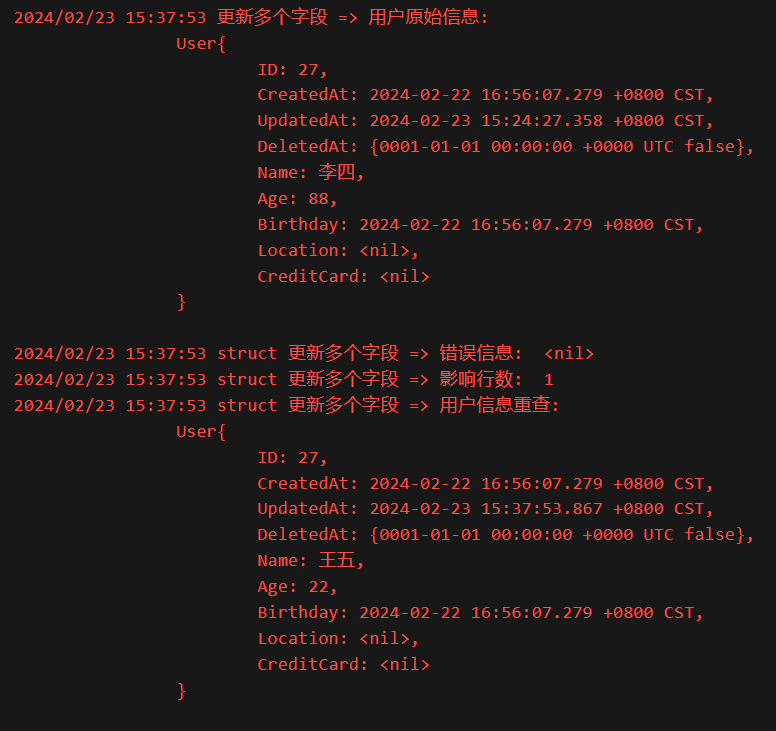 2024/02/23 15:37:53 更新多个字段 => 用户原始信息:
User{
ID: 27,
CreatedAt: 2024-02-22 16:56:07.279 +0800 CST,
UpdatedAt: 2024-02-23 15:24:27.358 +0800 CST,
DeletedAt: {0001-01-01 00:00:00 +0000 UTC false},
Name: 李四,
Age: 88,
Birthday: 2024-02-22 16:56:07.279 +0800 CST,
Location: <nil>,
CreditCard: <nil>
}
2024/02/23 15:37:53 struct 更新多个字段 => 错误信息:  <nil>
2024/02/23 15:37:53 struct 更新多个字段 => 影响行数:  1
2024/02/23 15:37:53 struct 更新多个字段 => 用户信息重查:
User{
ID: 27,
CreatedAt: 2024-02-22 16:56:07.279 +0800 CST,
UpdatedAt: 2024-02-23 15:37:53.867 +0800 CST,
DeletedAt: {0001-01-01 00:00:00 +0000 UTC false},
Name: 王五,
Age: 22,
Birthday: 2024-02-22 16:56:07.279 +0800 CST,
Location: <nil>,
CreditCard: <nil>
}